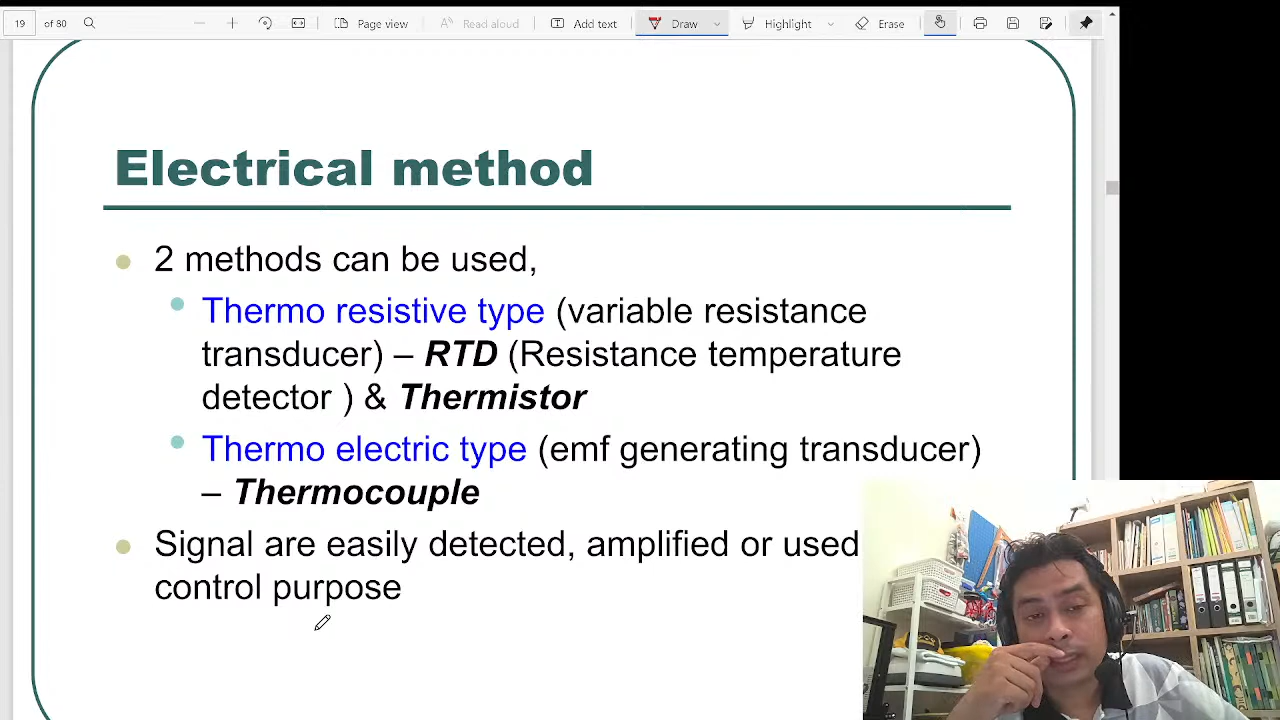 19 of 80 Page view Read aloud Add text Draw Highlight Erase
Electrical method
2 methods can be used,
Thermo resistive type (variable resistance
transducer) – RTD (Resistance temperature
detector ) & Thermistor
Thermo electric type (emf generating transducer)
– Thermocouple
Signal are easily detected, amplified or used
control purpose